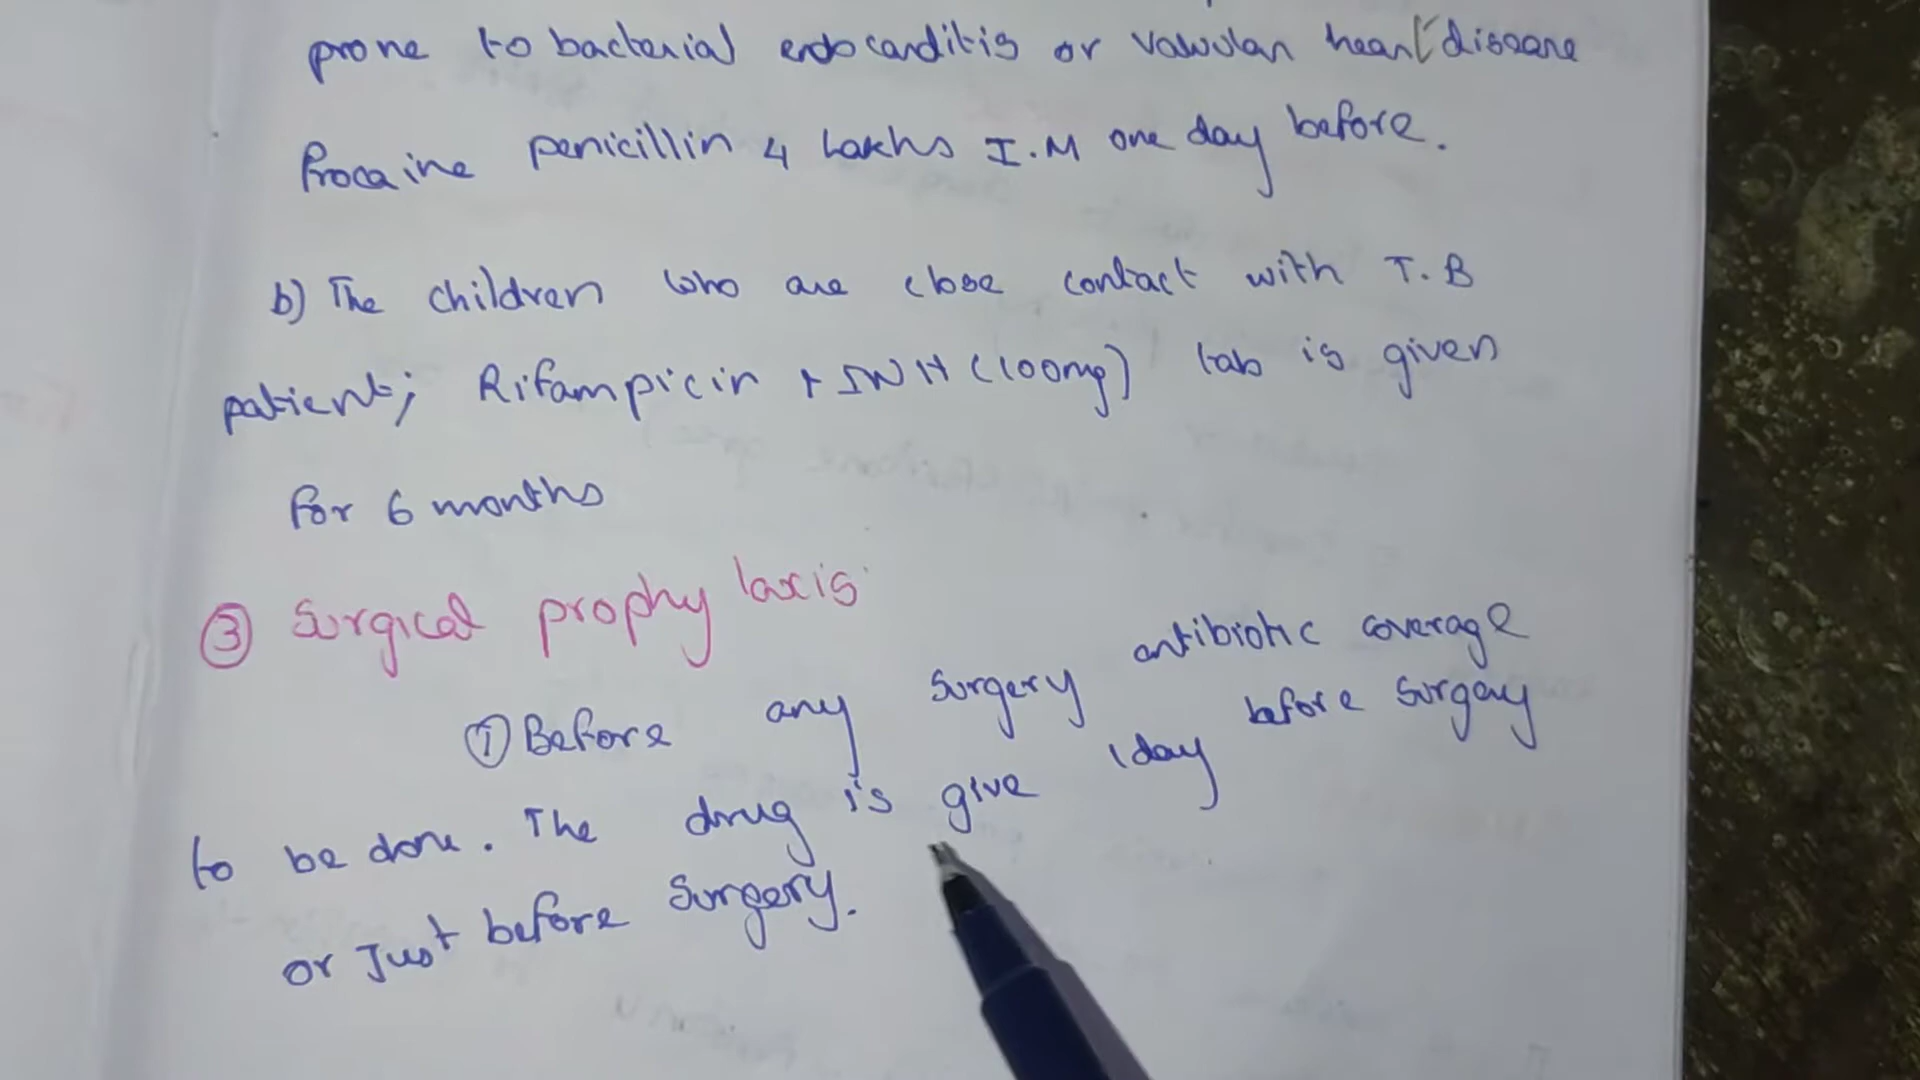 prone to bacterial endocarditis or valvular heart disease
Procaine penicillin 4 Lakhs I.M one day before.
b) The children who are close contact with T.B
patient; Rifampicin + INH (100mg) tab is given
for 6 months
③ Surgical prophylaxis
① Before any surgery antibiotic coverage
to be done. The drug is give 1day before surgery
or Just before surgery.